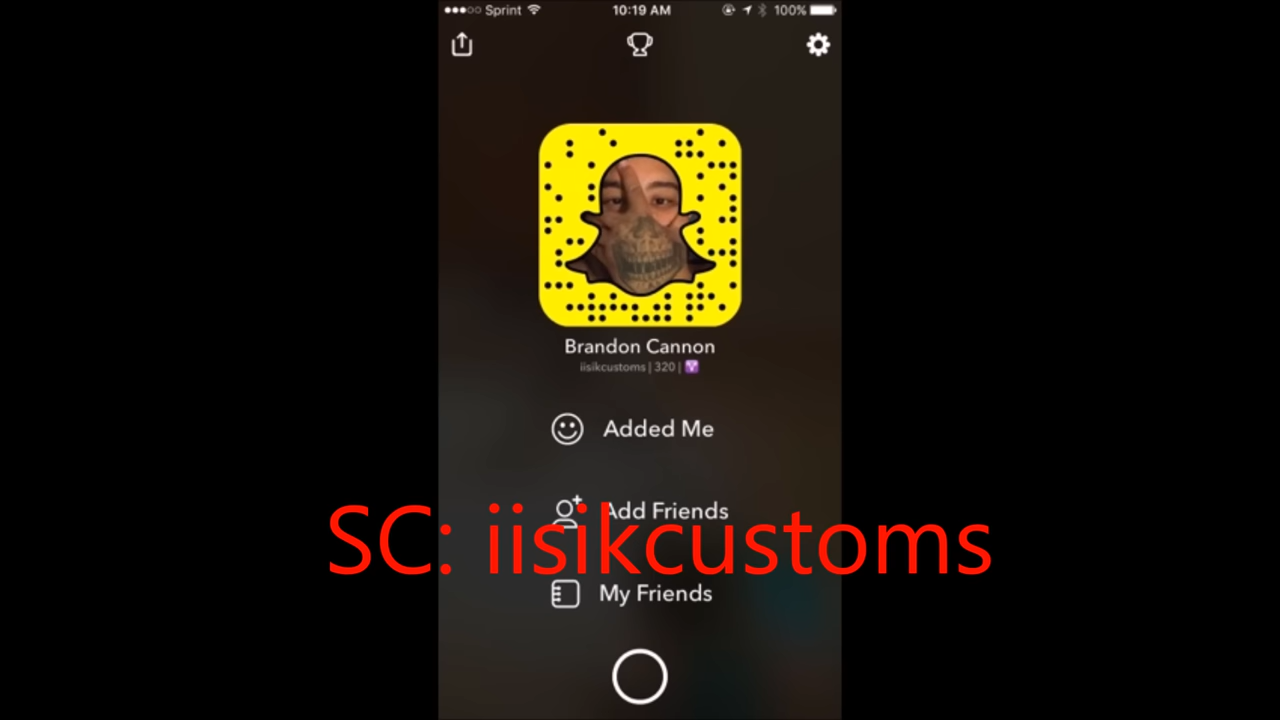 Sprint 10:19 AM 100%
Brandon Cannon
iisikcustoms | 320 |
Added Me
Add Friends
SC: iisikcustoms
My Friends